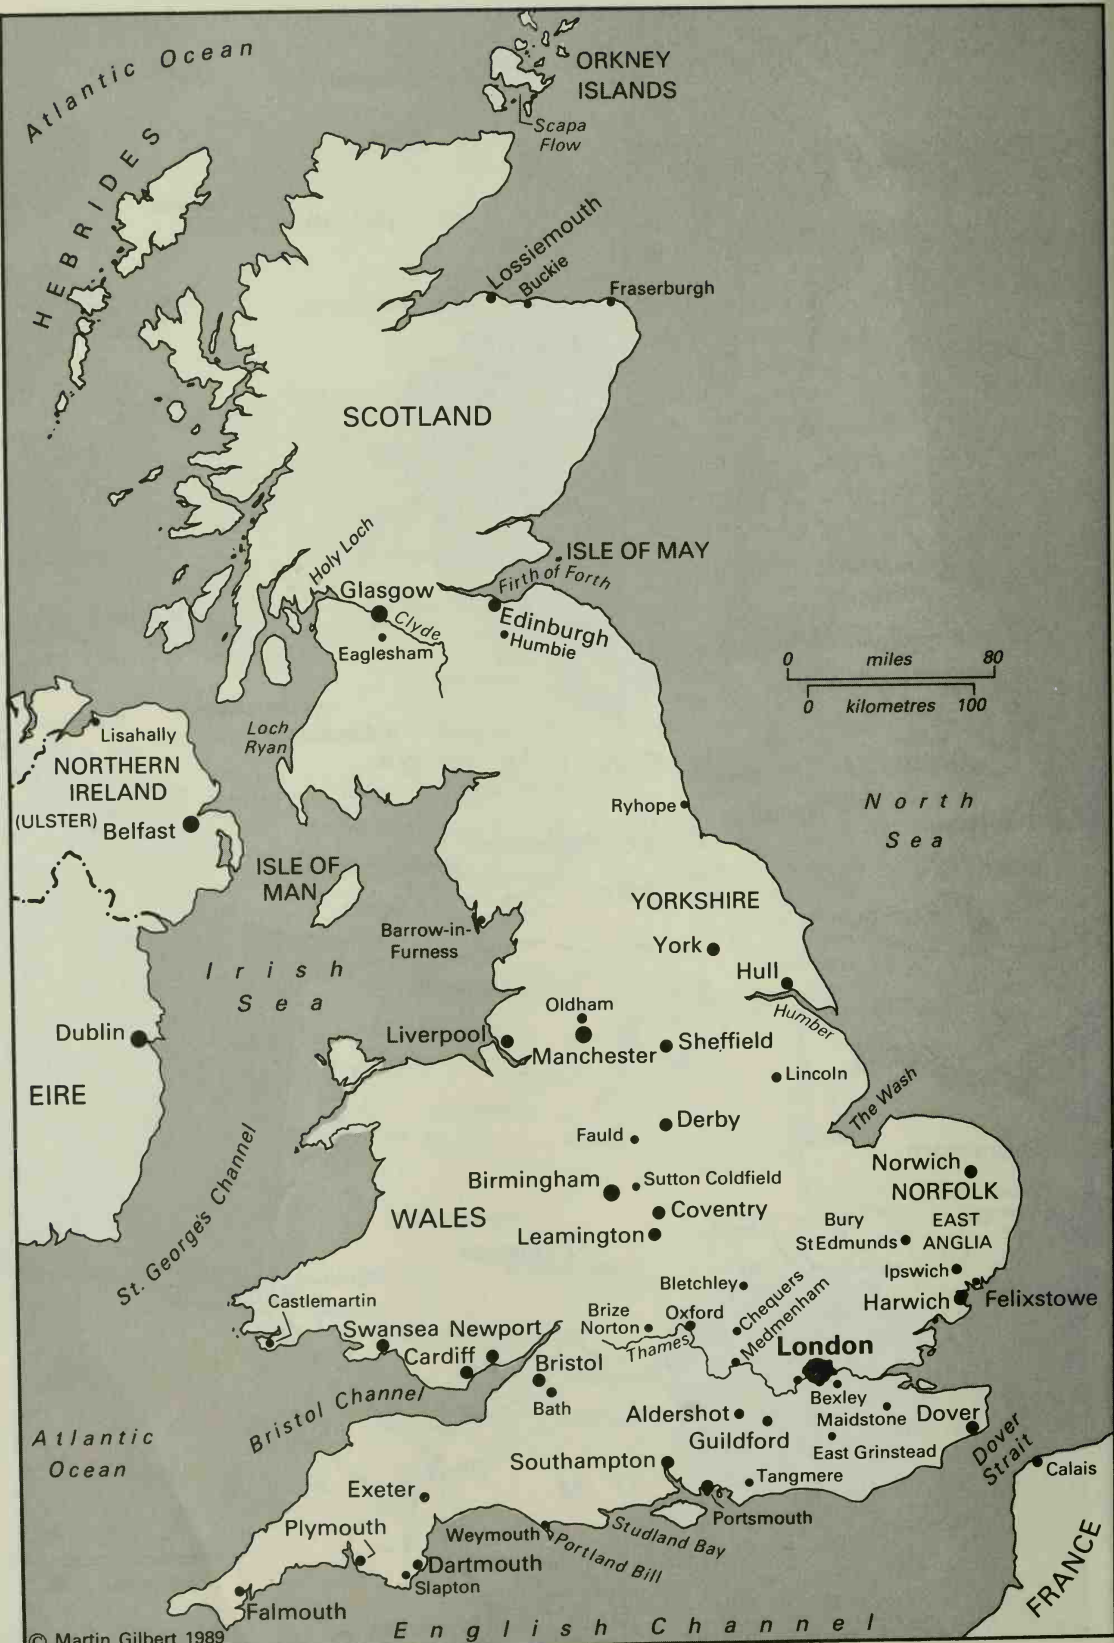 Atlantic Ocean
ORKNEY
ISLANDS
Scapa
Flow
HEBRIDES
Lossiemouth
Buckie
Fraserburgh
SCOTLAND
Holy Loch
ISLE OF MAY
Firth of Forth
Glasgow
Clyde
Edinburgh
Humbie
Eaglesham
0 miles 80
0 kilometres 100
Loch
Ryan
Lisahally
NORTHERN
IRELAND
(ULSTER)
Belfast
Ryhope
North
Sea
ISLE OF
MAN
YORKSHIRE
Barrow-in-
Furness
York
Hull
Irish
Sea
Humber
Oldham
Dublin
Liverpool
Manchester
Sheffield
Lincoln
EIRE
The Wash
Derby
Fauld
St. George's Channel
Norwich
NORFOLK
Birmingham
Sutton Coldfield
WALES
Coventry
Leamington
Bury
St Edmunds
EAST
ANGLIA
Ipswich
Bletchley
Chequers
Medmenham
Harwich
Felixstowe
Castlemartin
Brize
Norton
Oxford
Thames
Swansea
Newport
Cardiff
London
Bristol
Bath
Bristol Channel
Bexley
Maidstone
Dover
Aldershot
Guildford
East Grinstead
Dover
Strait
Calais
Atlantic
Ocean
Southampton
Tangmere
Portsmouth
Exeter
Weymouth
Studland Bay
Portland Bill
Plymouth
Dartmouth
Slapton
Falmouth
FRANCE
English Channel
© Martin Gilbert 1989